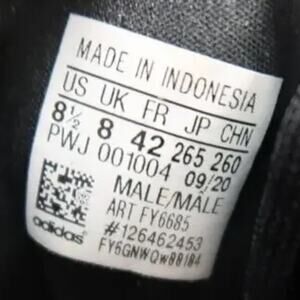 MADE IN INDONESIA
US UK FR JP CHN
8½ 8 42 265 260
PWJ 001004 09/20
MALE/MALE
ART FY6685
#126462453
adidas